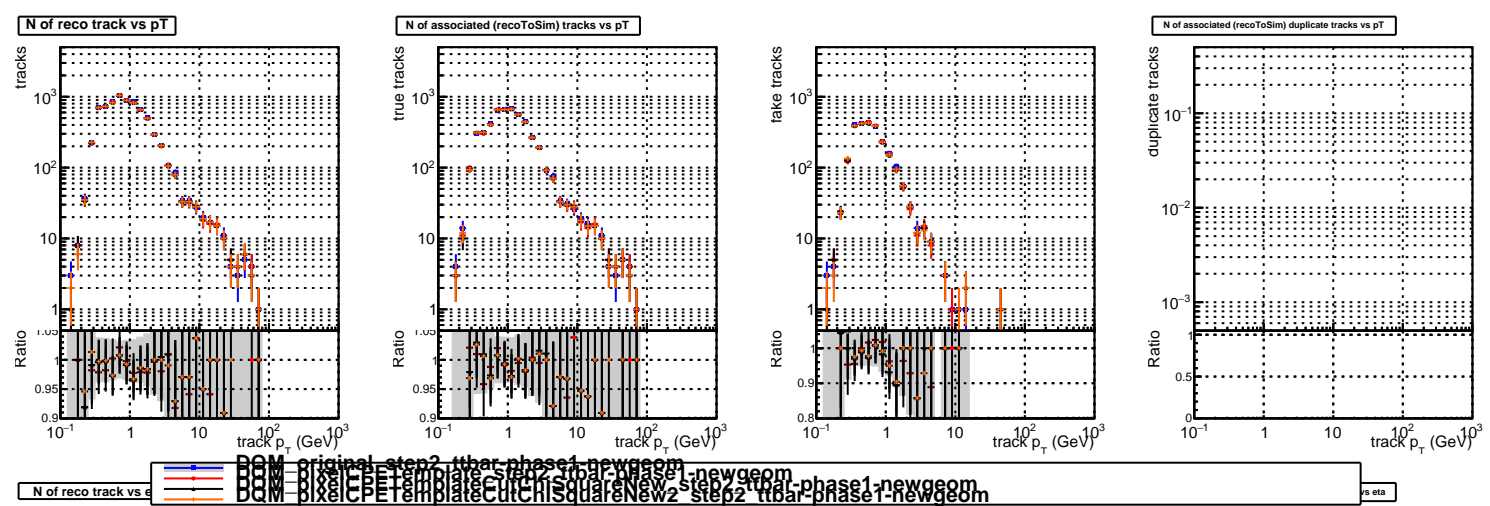 N of reco track vs pT
N of associated (recoToSim) tracks vs pT
N of associated (recoToSim) duplicate tracks vs pT
tracks
10³
10²
10
1
Ratio
1.05
1
0.95
0.9
10⁻¹ 1 10 10² 10³
track p_T (GeV)
true tracks
10³
10²
10
1
Ratio
1.05
1
0.95
0.9
10⁻¹ 1 10 10² 10³
track p_T (GeV)
fake tracks
10³
10²
10
1
Ratio
1
0.9
0.8
10⁻¹ 1 10 10² 10³
track p_T (GeV)
duplicate tracks
10⁻¹
10⁻²
10⁻³
Ratio
1
0.5
0
10⁻¹ 1 10 10² 10³
track p_T (GeV)
DQM_original_step2_ttbar-phase1-newgeom
DQM_pixelCPETemplate_step2_ttbar-phase1-newgeom
DQM_pixelCPETemplateCutChiSquareNew_step2_ttbar-phase1-newgeom
DQM_pixelCPETemplateCutChiSquareNew2_step2_ttbar-phase1-newgeom
N of reco track vs e
vs eta